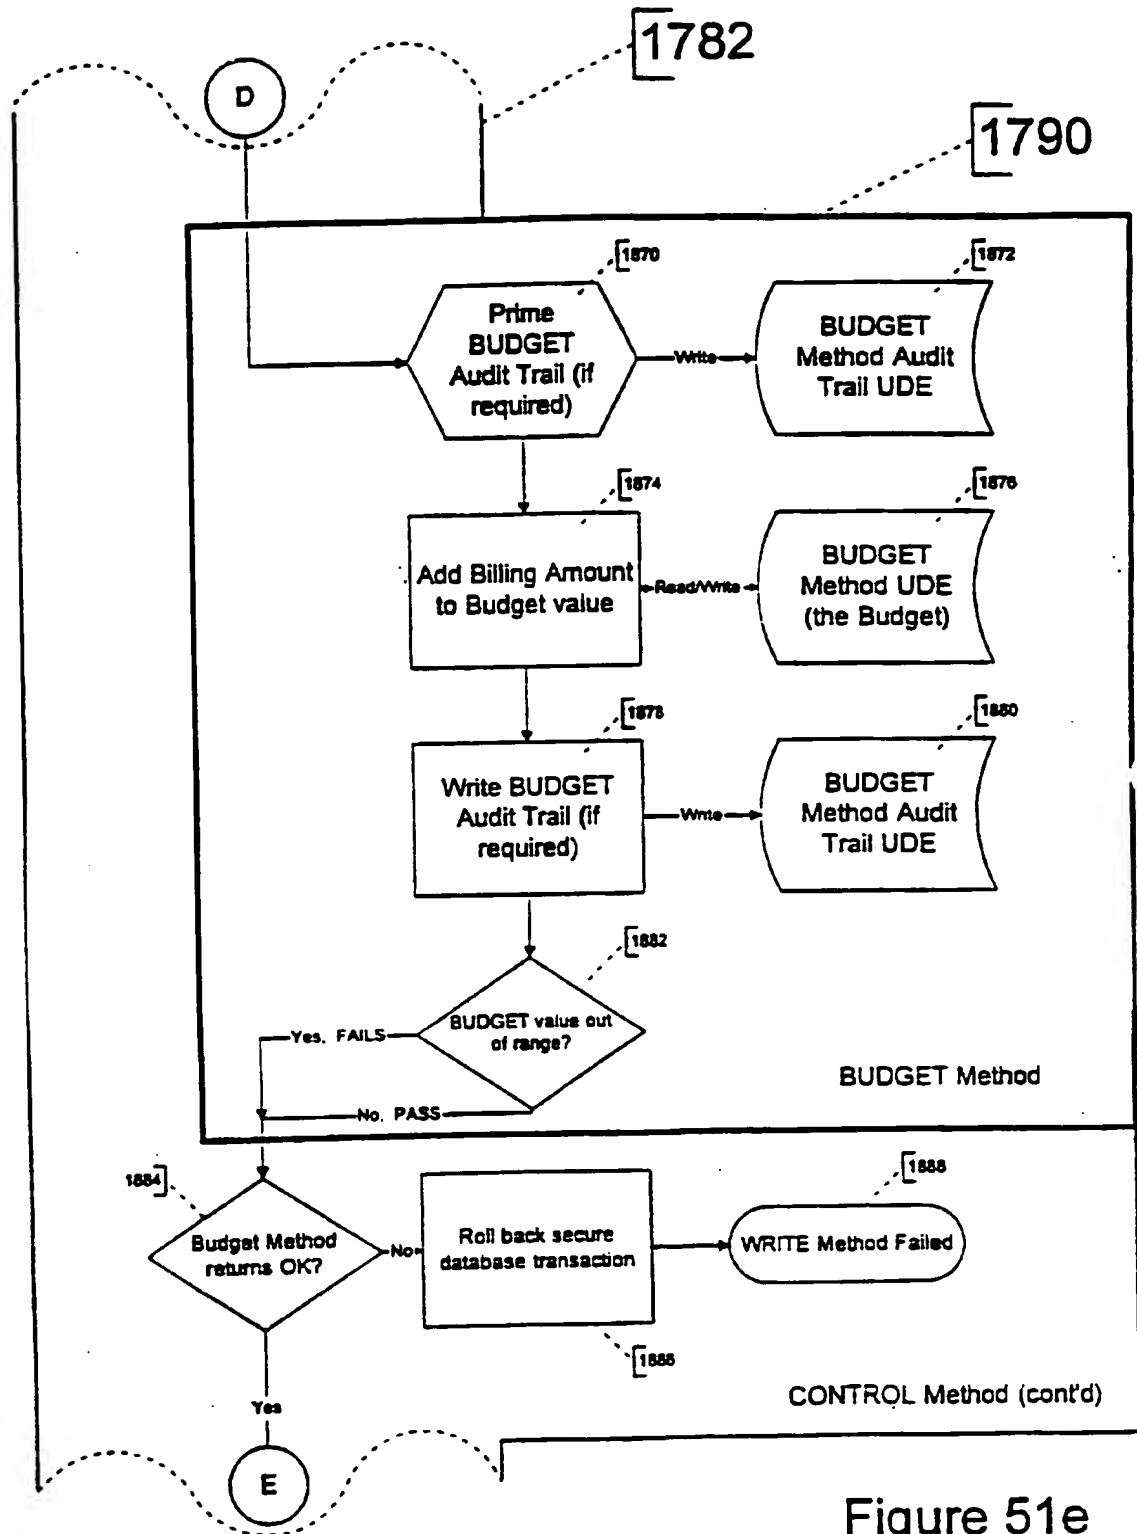 1782
D
1790
1870
1872
Prime
BUDGET
Audit Trail (if
required)
Write
BUDGET
Method Audit
Trail UDE
1874
1876
Add Billing Amount
to Budget value
Read/Write
BUDGET
Method UDE
(the Budget)
1878
1880
Write BUDGET
Audit Trail (if
required)
Write
BUDGET
Method Audit
Trail UDE
1882
BUDGET value out
of range?
Yes, FAILS
No, PASS
BUDGET Method
1884
1888
Budget Method
returns OK?
No
Roll back secure
database transaction
WRITE Method Failed
1886
Yes
CONTROL Method (cont'd)
E
Figure 51e